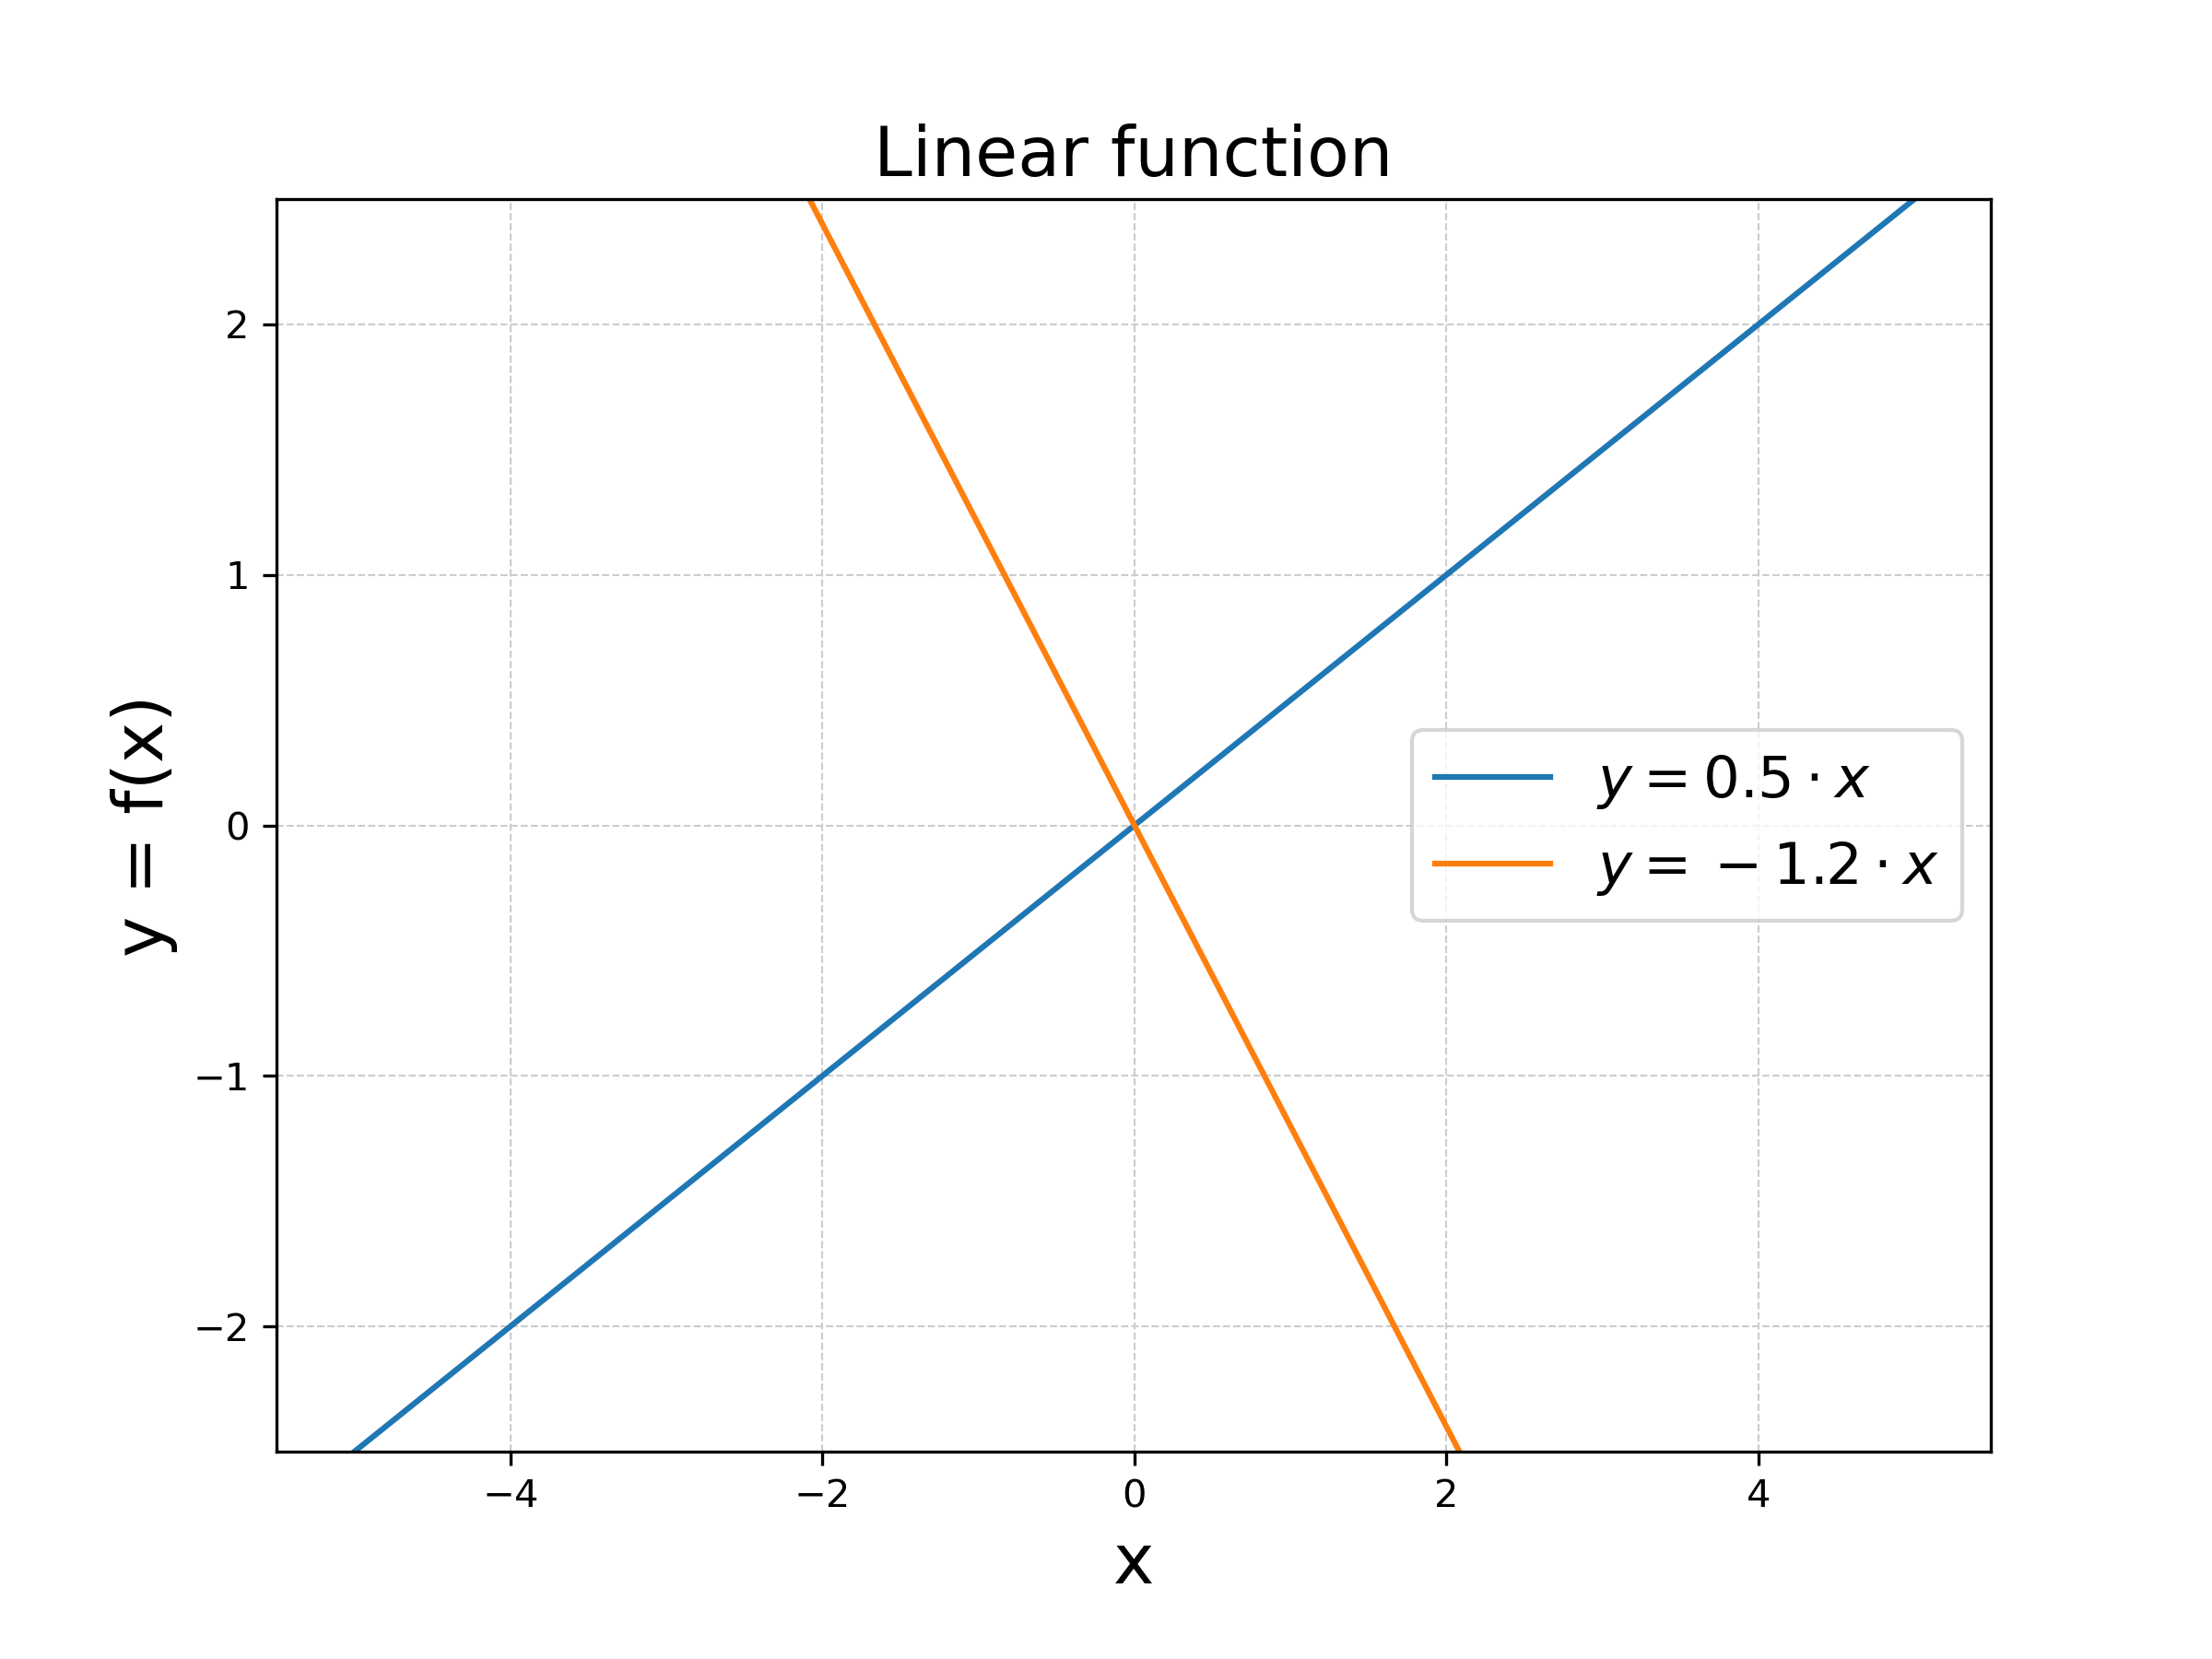 Linear function
y = f(x)
2
1
0
−1
−2
y = 0.5 · x
y = − 1.2 · x
−4 −2 0 2 4
x